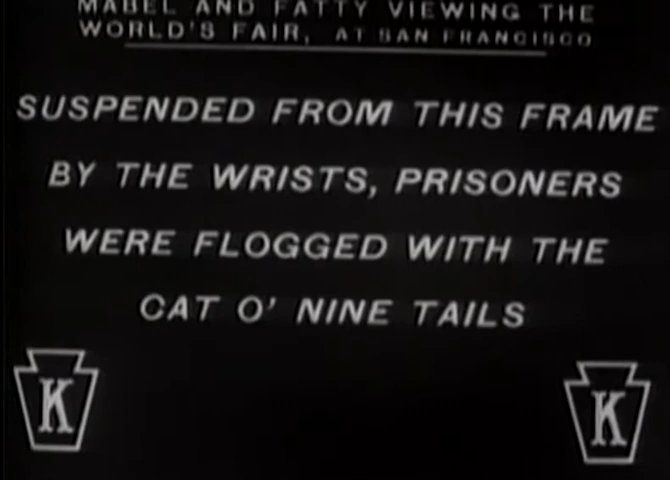 MABEL AND FATTY VIEWING THE
WORLD'S FAIR, AT SAN FRANCISCO
SUSPENDED FROM THIS FRAME
BY THE WRISTS, PRISONERS
WERE FLOGGED WITH THE
CAT O' NINE TAILS
K K